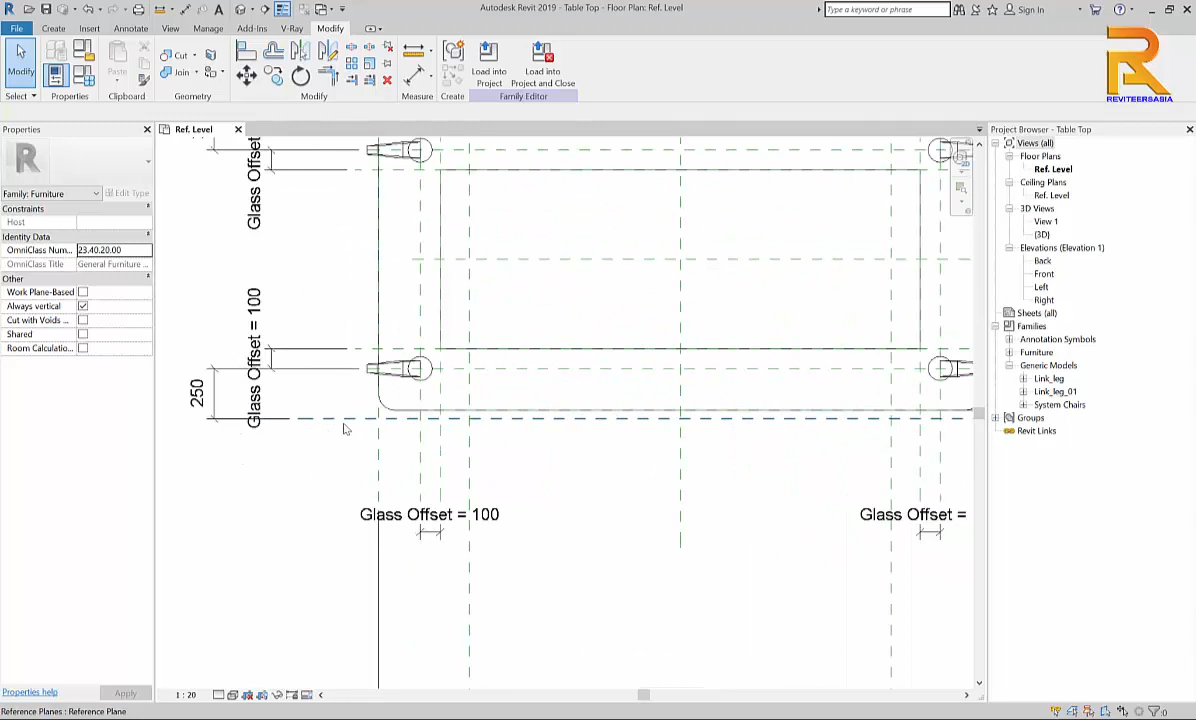 Autodesk Revit 2019 - Table Top - Floor Plan: Ref. Level
Type a keyword or phrase
Sign In
File Create Insert Annotate View Manage Add-Ins V-Ray Modify
Modify
Paste
Cut
Join
Load into
Project
Load into
Project and Close
Select Properties Clipboard Geometry Modify Measure Create Family Editor
REVITEERSASIA
Properties
Family: Furniture
Edit Type
Constraints
Host
Identity Data
OmniClass Num... 23.40.20.00
OmniClass Title General Furniture ...
Other
Work Plane-Based
Always vertical
Cut with Voids ...
Shared
Room Calculatio...
Properties help
Apply
Ref. Level
Glass Offset
Glass Offset = 100
250
Glass Offset = 100
Glass Offset =
1 : 20
Project Browser - Table Top
Views (all)
Floor Plans
Ref. Level
Ceiling Plans
Ref. Level
3D Views
View 1
{3D}
Elevations (Elevation 1)
Back
Front
Left
Right
Sheets (all)
Families
Annotation Symbols
Furniture
Generic Models
Link_leg
Link_leg_01
System Chairs
Groups
Revit Links
Reference Planes : Reference Plane
:0